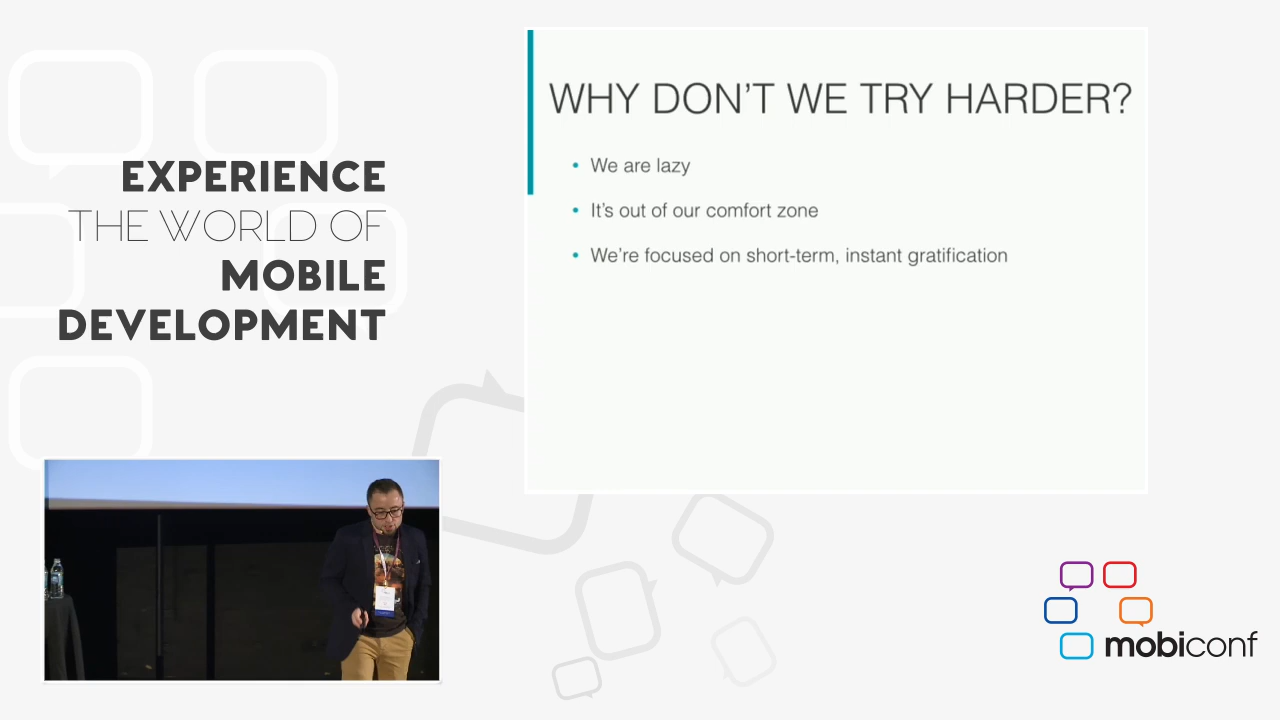 EXPERIENCE
THE WORLD OF
MOBILE
DEVELOPMENT
WHY DON'T WE TRY HARDER?
• We are lazy
• It's out of our comfort zone
• We're focused on short-term, instant gratification
mobiconf